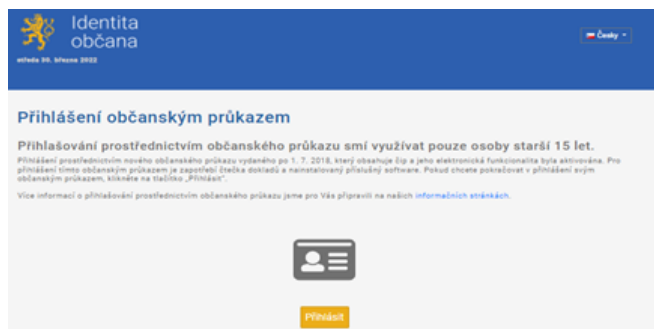 Identita
občana
středa 30. března 2022
Česky
Přihlášení občanským průkazem
Přihlašování prostřednictvím občanského průkazu smí využívat pouze osoby starší 15 let.
Přihlášení prostřednictvím nového občanského průkazu vydaného po 1. 7. 2018, který obsahuje čip a jeho elektronická funkcionalita byla aktivována. Pro
přihlášení tímto občanským průkazem je zapotřebí čtečka dokladů a nainstalovaný příslušný software. Pokud chcete pokračovat v přihlášení svým
občanským průkazem, klikněte na tlačítko „Přihlásit".
Více informací o přihlašování prostřednictvím občanského průkazu jsme pro Vás připravili na našich informačních stránkách.
Přihlásit